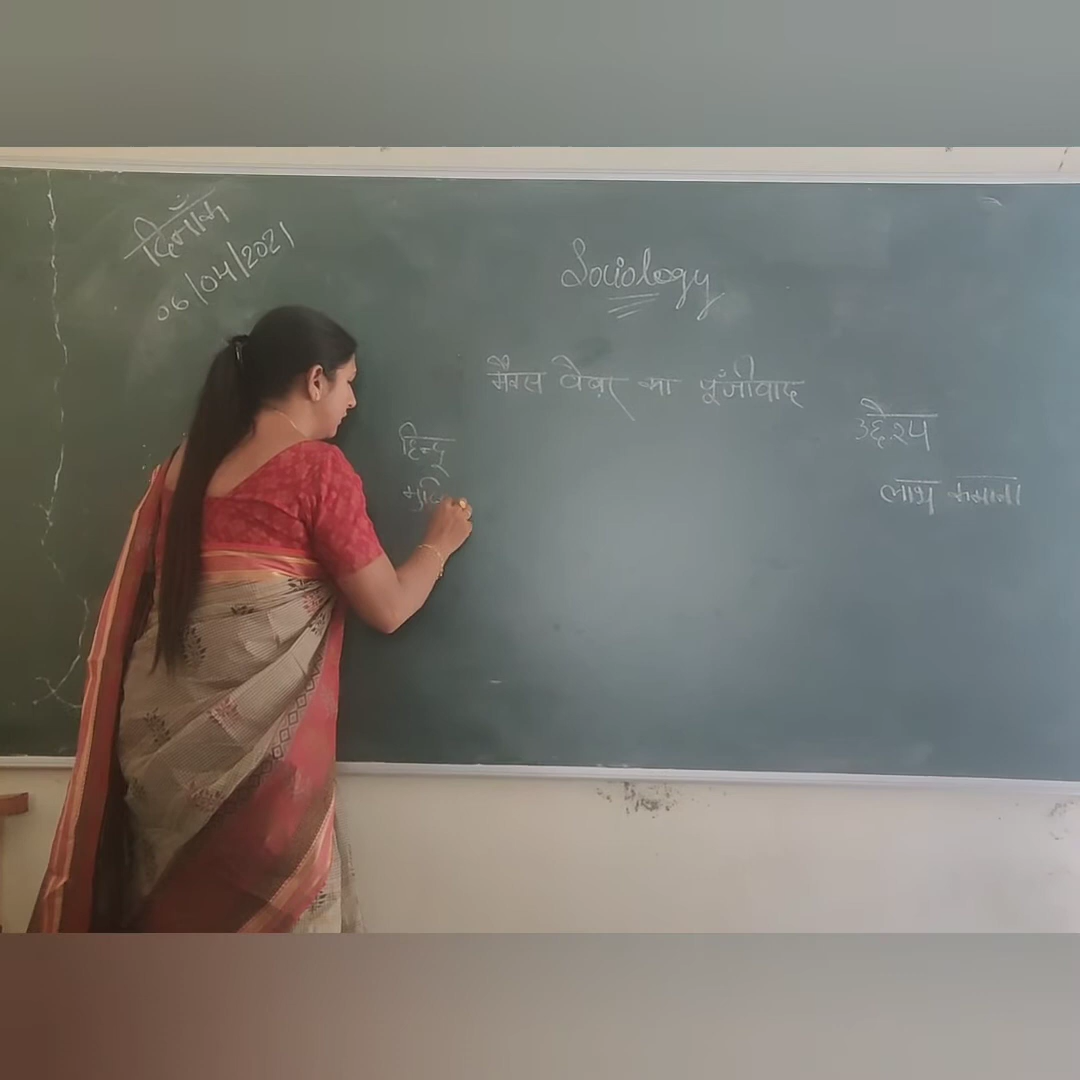 दिनाँक
06/04/2021
Sociology
मैक्स वेबर का पूँजीवाद
उद्देश्य
लाभ कमाना
हिन्दू
मुस्लि